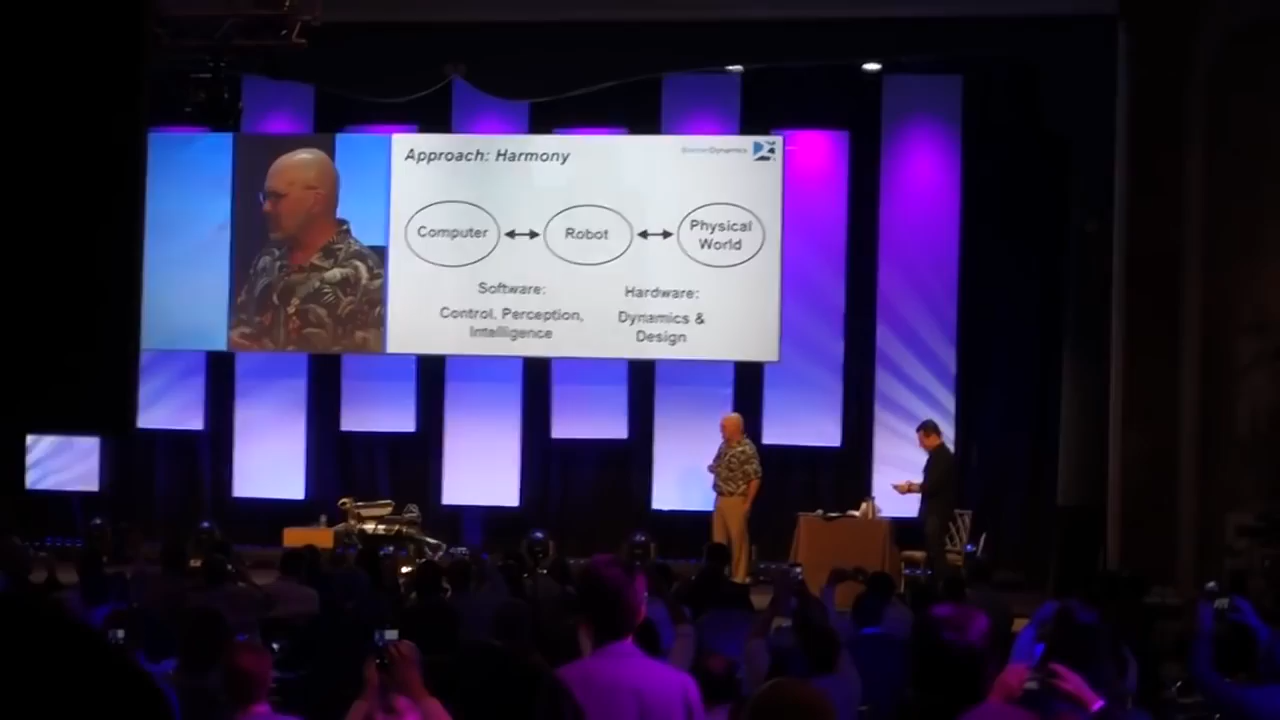 Approach: Harmony
BostonDynamics
Computer
Robot
Physical
World
Software:
Control, Perception,
Intelligence
Hardware:
Dynamics &
Design